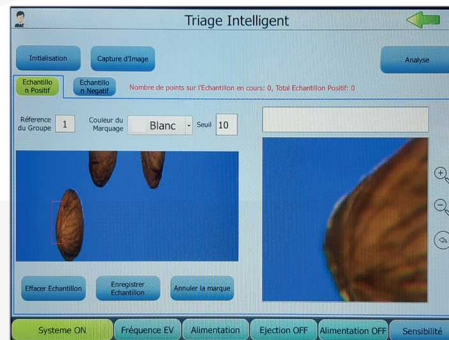 Triage Intelligent
Initialisation
Capture d'Image
Analyse
Echantillo
n Positif
Echantillo
n Negatif
Nombre de points sur l'Echantillon en cours: 0, Total Echantillon Positif: 0
Réference
du Groupe
1
Couleur du
Marquage
Blanc
Seuil
10
Effacer Echantillon
Enregistrer
Echantillon
Annuler la marque
Systeme ON
Fréquence EV
Alimentation
Ejection OFF
Alimentation OFF
Sensibilité